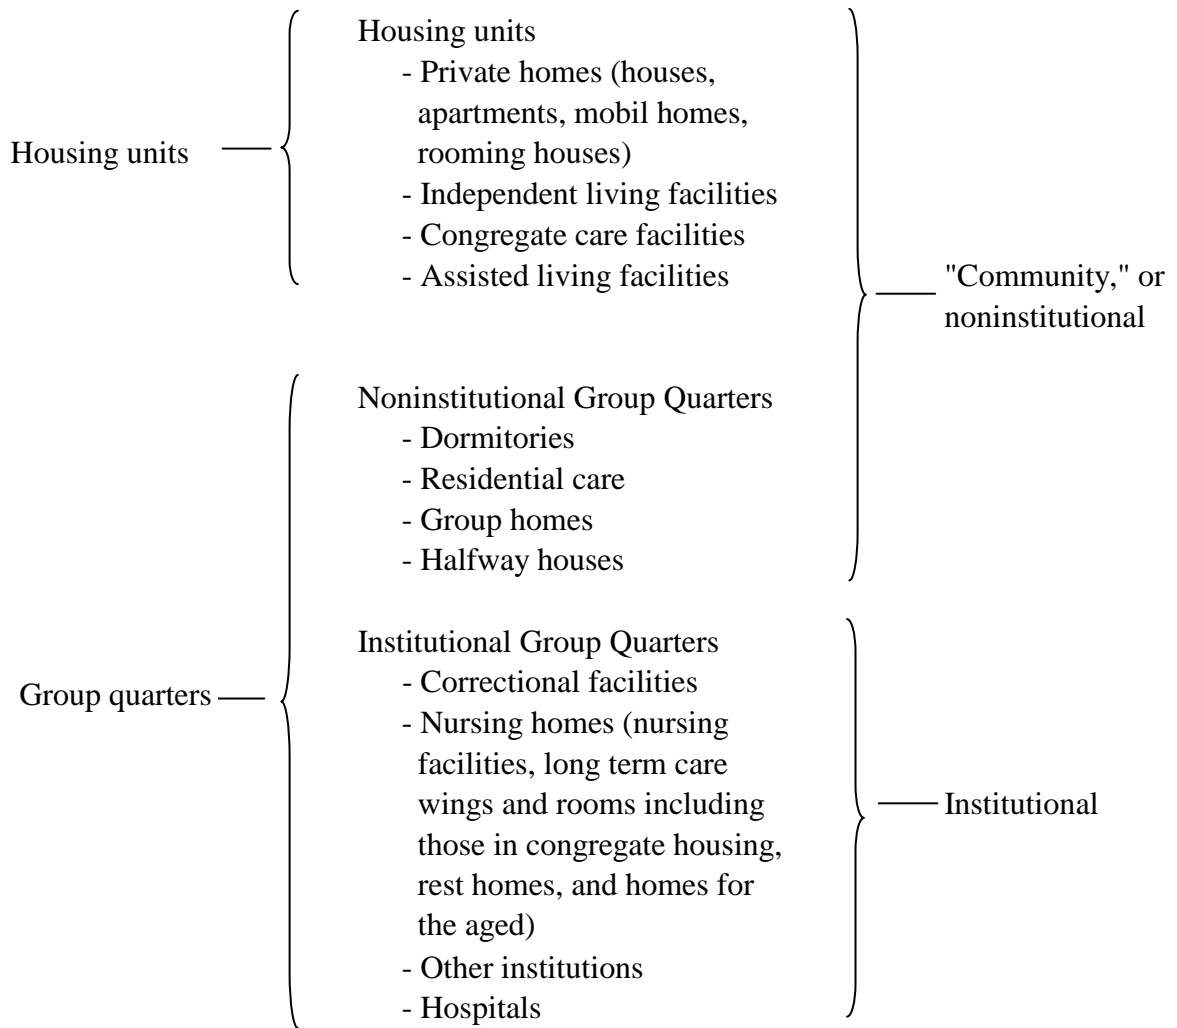 Housing units
Housing units
- Private homes (houses,
apartments, mobil homes,
rooming houses)
- Independent living facilities
- Congregate care facilities
- Assisted living facilities
"Community," or
noninstitutional
Group quarters
Noninstitutional Group Quarters
- Dormitories
- Residential care
- Group homes
- Halfway houses
Institutional Group Quarters
- Correctional facilities
- Nursing homes (nursing
facilities, long term care
wings and rooms including
those in congregate housing,
rest homes, and homes for
the aged)
- Other institutions
- Hospitals
Institutional